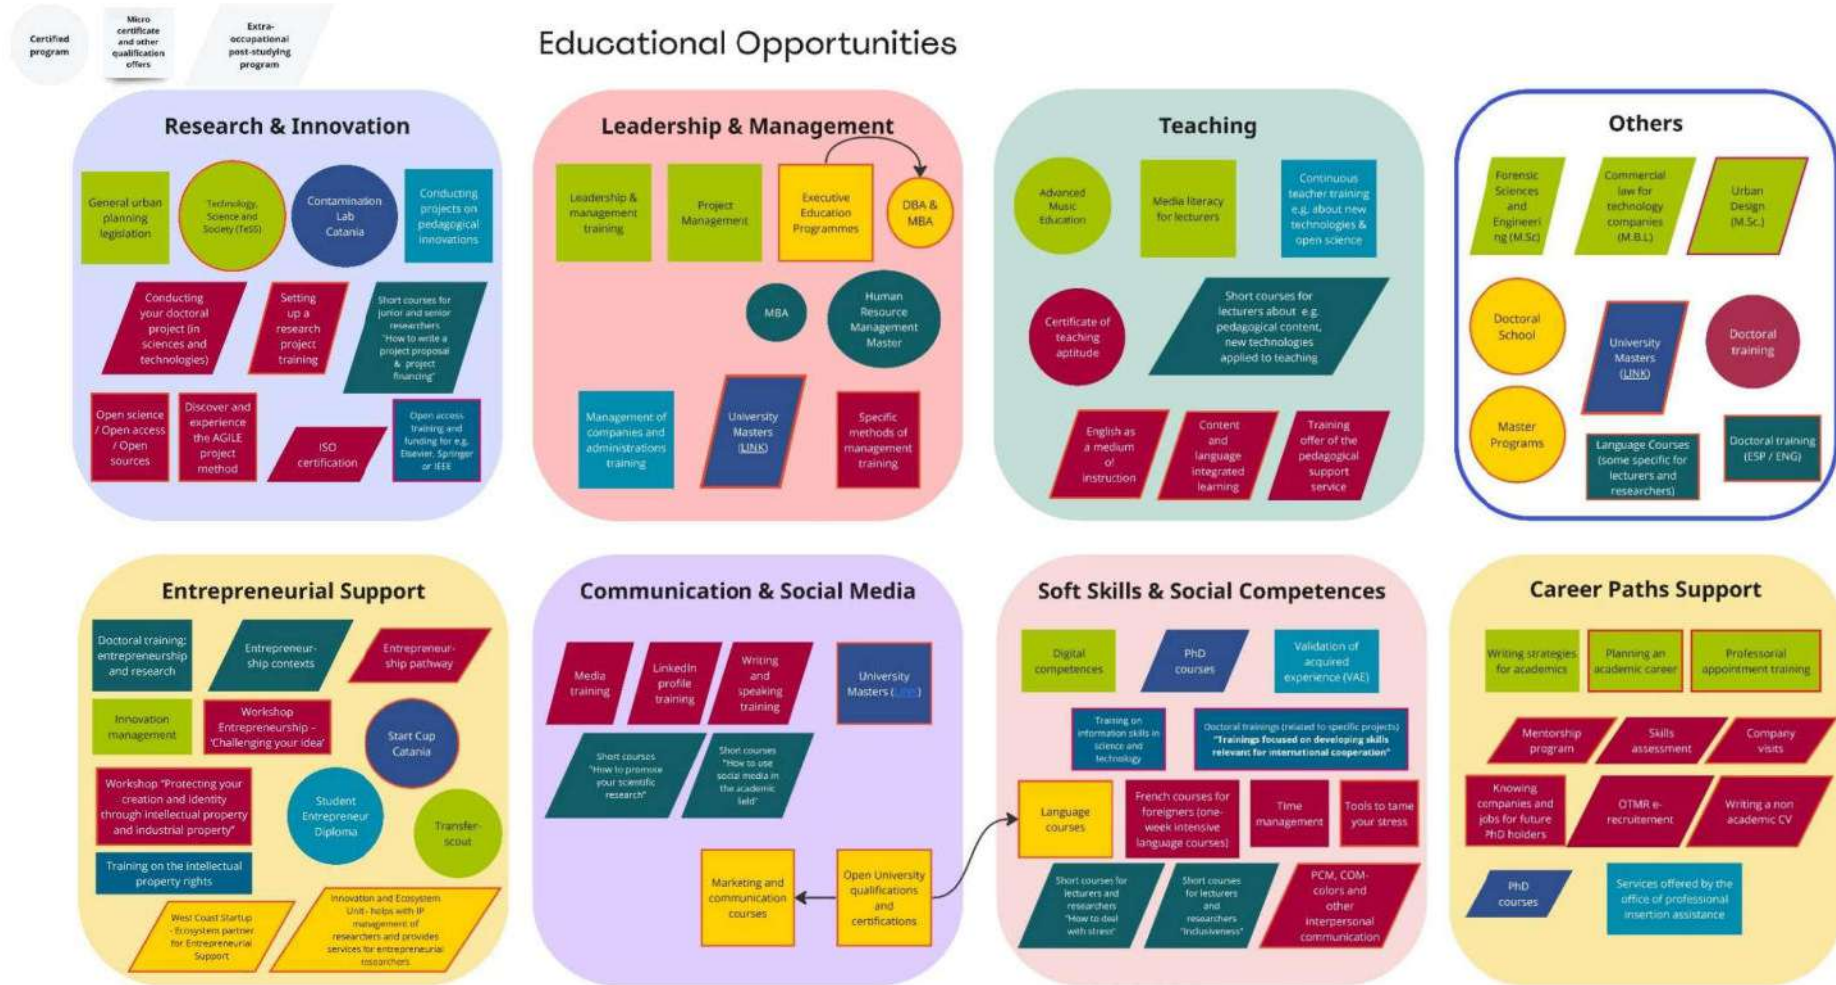 Certified
program
Micro
certificate
and other
qualification
offers
Extra-
occupational
post-studying
program
Educational Opportunities
Research & Innovation
General urban
planning
legislation
Technology,
Science and
Society (TeSS)
Contamination
Lab
Catania
Conducting
projects on
pedagogical
innovations
Conducting
your doctoral
project (in
sciences and
technologies)
Setting
up a
research
project
training
Short courses for
junior and senior
researchers
"How to write a
project proposal
& project
financing"
Open science
/ Open access
/ Open
sources
Discover and
experience
the AGILE
project
method
ISO
certification
Open access
training and
funding for e.g.
Elsevier, Springer
or IEEE
Leadership & Management
Leadership &
management
training
Project
Management
Executive
Education
Programmes
DBA &
MBA
MBA
Human
Resource
Management
Master
Management of
companies and
administrations
training
University
Masters
(LINK)
Specific
methods of
management
training
Teaching
Advanced
Music
Education
Media literacy
for lecturers
Continuous
teacher training
e.g. about new
technologies &
open science
Certificate of
teaching
aptitude
Short courses for
lecturers about e.g.
pedagogical content,
new technologies
applied to teaching
English as
a medium
of
instruction
Content
and
language
integrated
learning
Training
offer of the
pedagogical
support
service
Others
Forensic
Sciences
and
Engineeri
ng (M.Sc)
Commercial
law for
technology
companies
(M.B.L)
Urban
Design
(M.Sc.)
Doctoral
School
University
Masters
(LINK)
Doctoral
training
Master
Programs
Language Courses
(some specific for
lecturers and
researchers)
Doctoral training
(ESP / ENG)
Entrepreneurial Support
Doctoral training:
entrepreneurship
and research
Entrepreneur-
ship contexts
Entrepreneur-
ship pathway
Innovation
management
Workshop
Entrepreneurship –
'Challenging your idea'
Start Cup
Catania
Workshop "Protecting your
creation and identity
through intellectual property
and industrial property"
Student
Entrepreneur
Diploma
Transfer-
scout
Training on the intellectual
property rights
West Coast Startup
- Ecosystem partner
for Entrepreneurial
Support
Innovation and Ecosystem
Unit- helps with IP
management of
researchers and provides
services for entrepreneurial
researchers
Communication & Social Media
Media
training
LinkedIn
profile
training
Writing
and
speaking
training
University
Masters (LINK)
Short courses
"How to promote
your scientific
research"
Short courses
"How to use
social media in
the academic
field"
Marketing and
communication
courses
Open University
qualifications
and
certifications
Soft Skills & Social Competences
Digital
competences
PhD
courses
Validation of
acquired
experience (VAE)
Training on
information skills in
science and
technology
Doctoral trainings (related to specific projects)
"Trainings focused on developing skills
relevant for international cooperation"
Language
courses
French courses for
foreigners (one-
week intensive
language courses)
Time
management
Tools to tame
your stress
Short courses for
lecturers and
researchers
"How to deal
with stress"
Short courses
for lecturers
and
researchers
"Inclusiveness"
PCM, COM-
colors and
other
interpersonal
communication
Career Paths Support
Writing strategies
for academics
Planning an
academic career
Professorial
appointment training
Mentorship
program
Skills
assessment
Company
visits
Knowing
companies and
jobs for future
PhD holders
OTMR e-
recruitement
Writing a non
academic CV
PhD
courses
Services offered by the
office of professional
insertion assistance